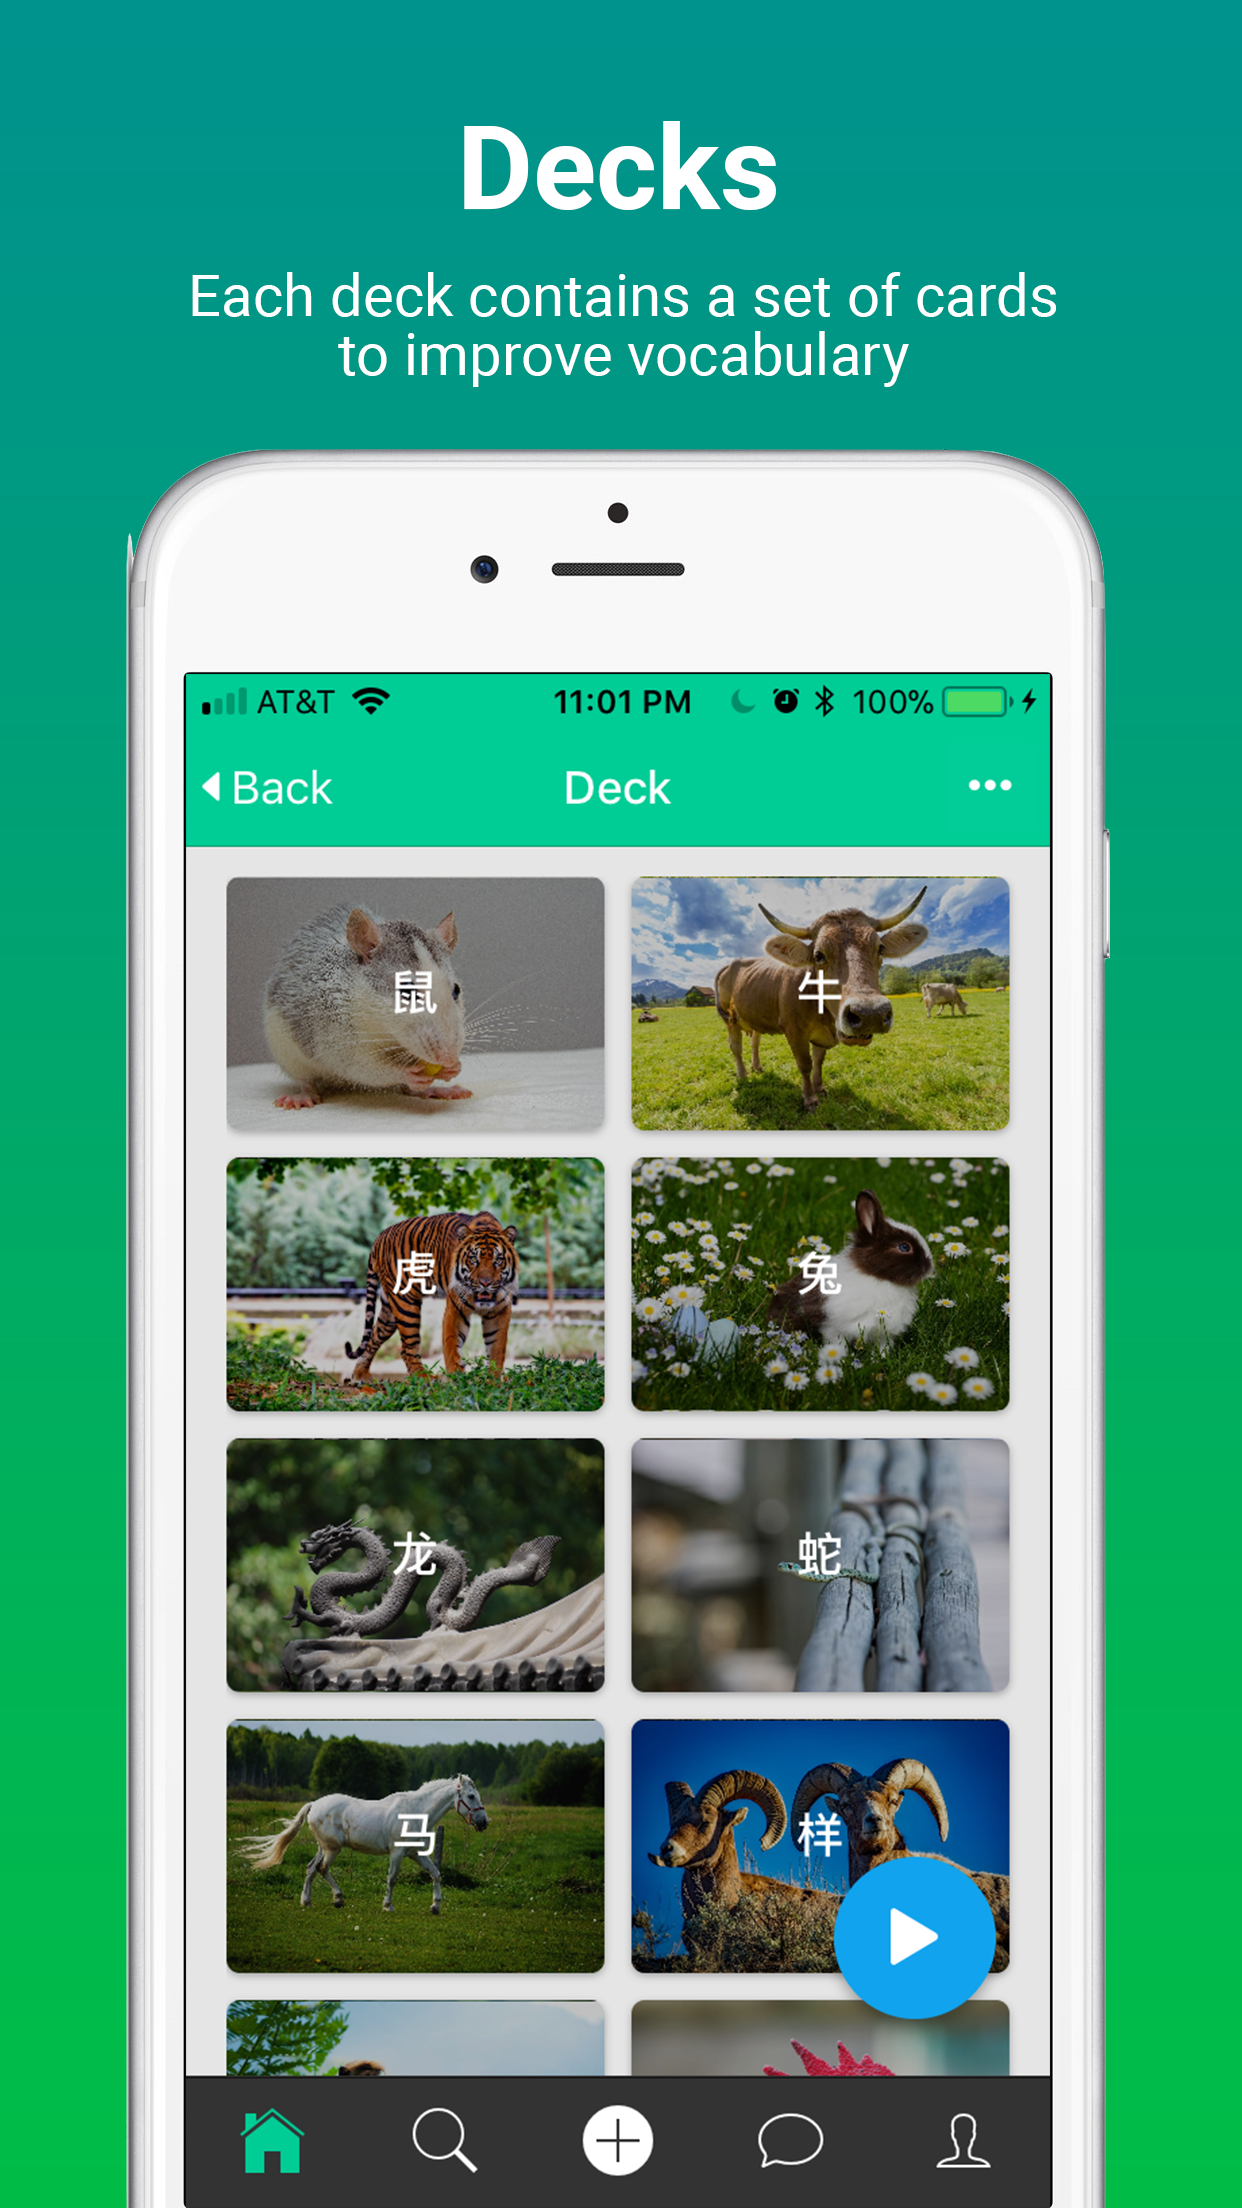 Decks
Each deck contains a set of cards
to improve vocabulary
AT&T 11:01 PM 100%
Back Deck
鼠 牛
虎 兔
龙 蛇
马 样